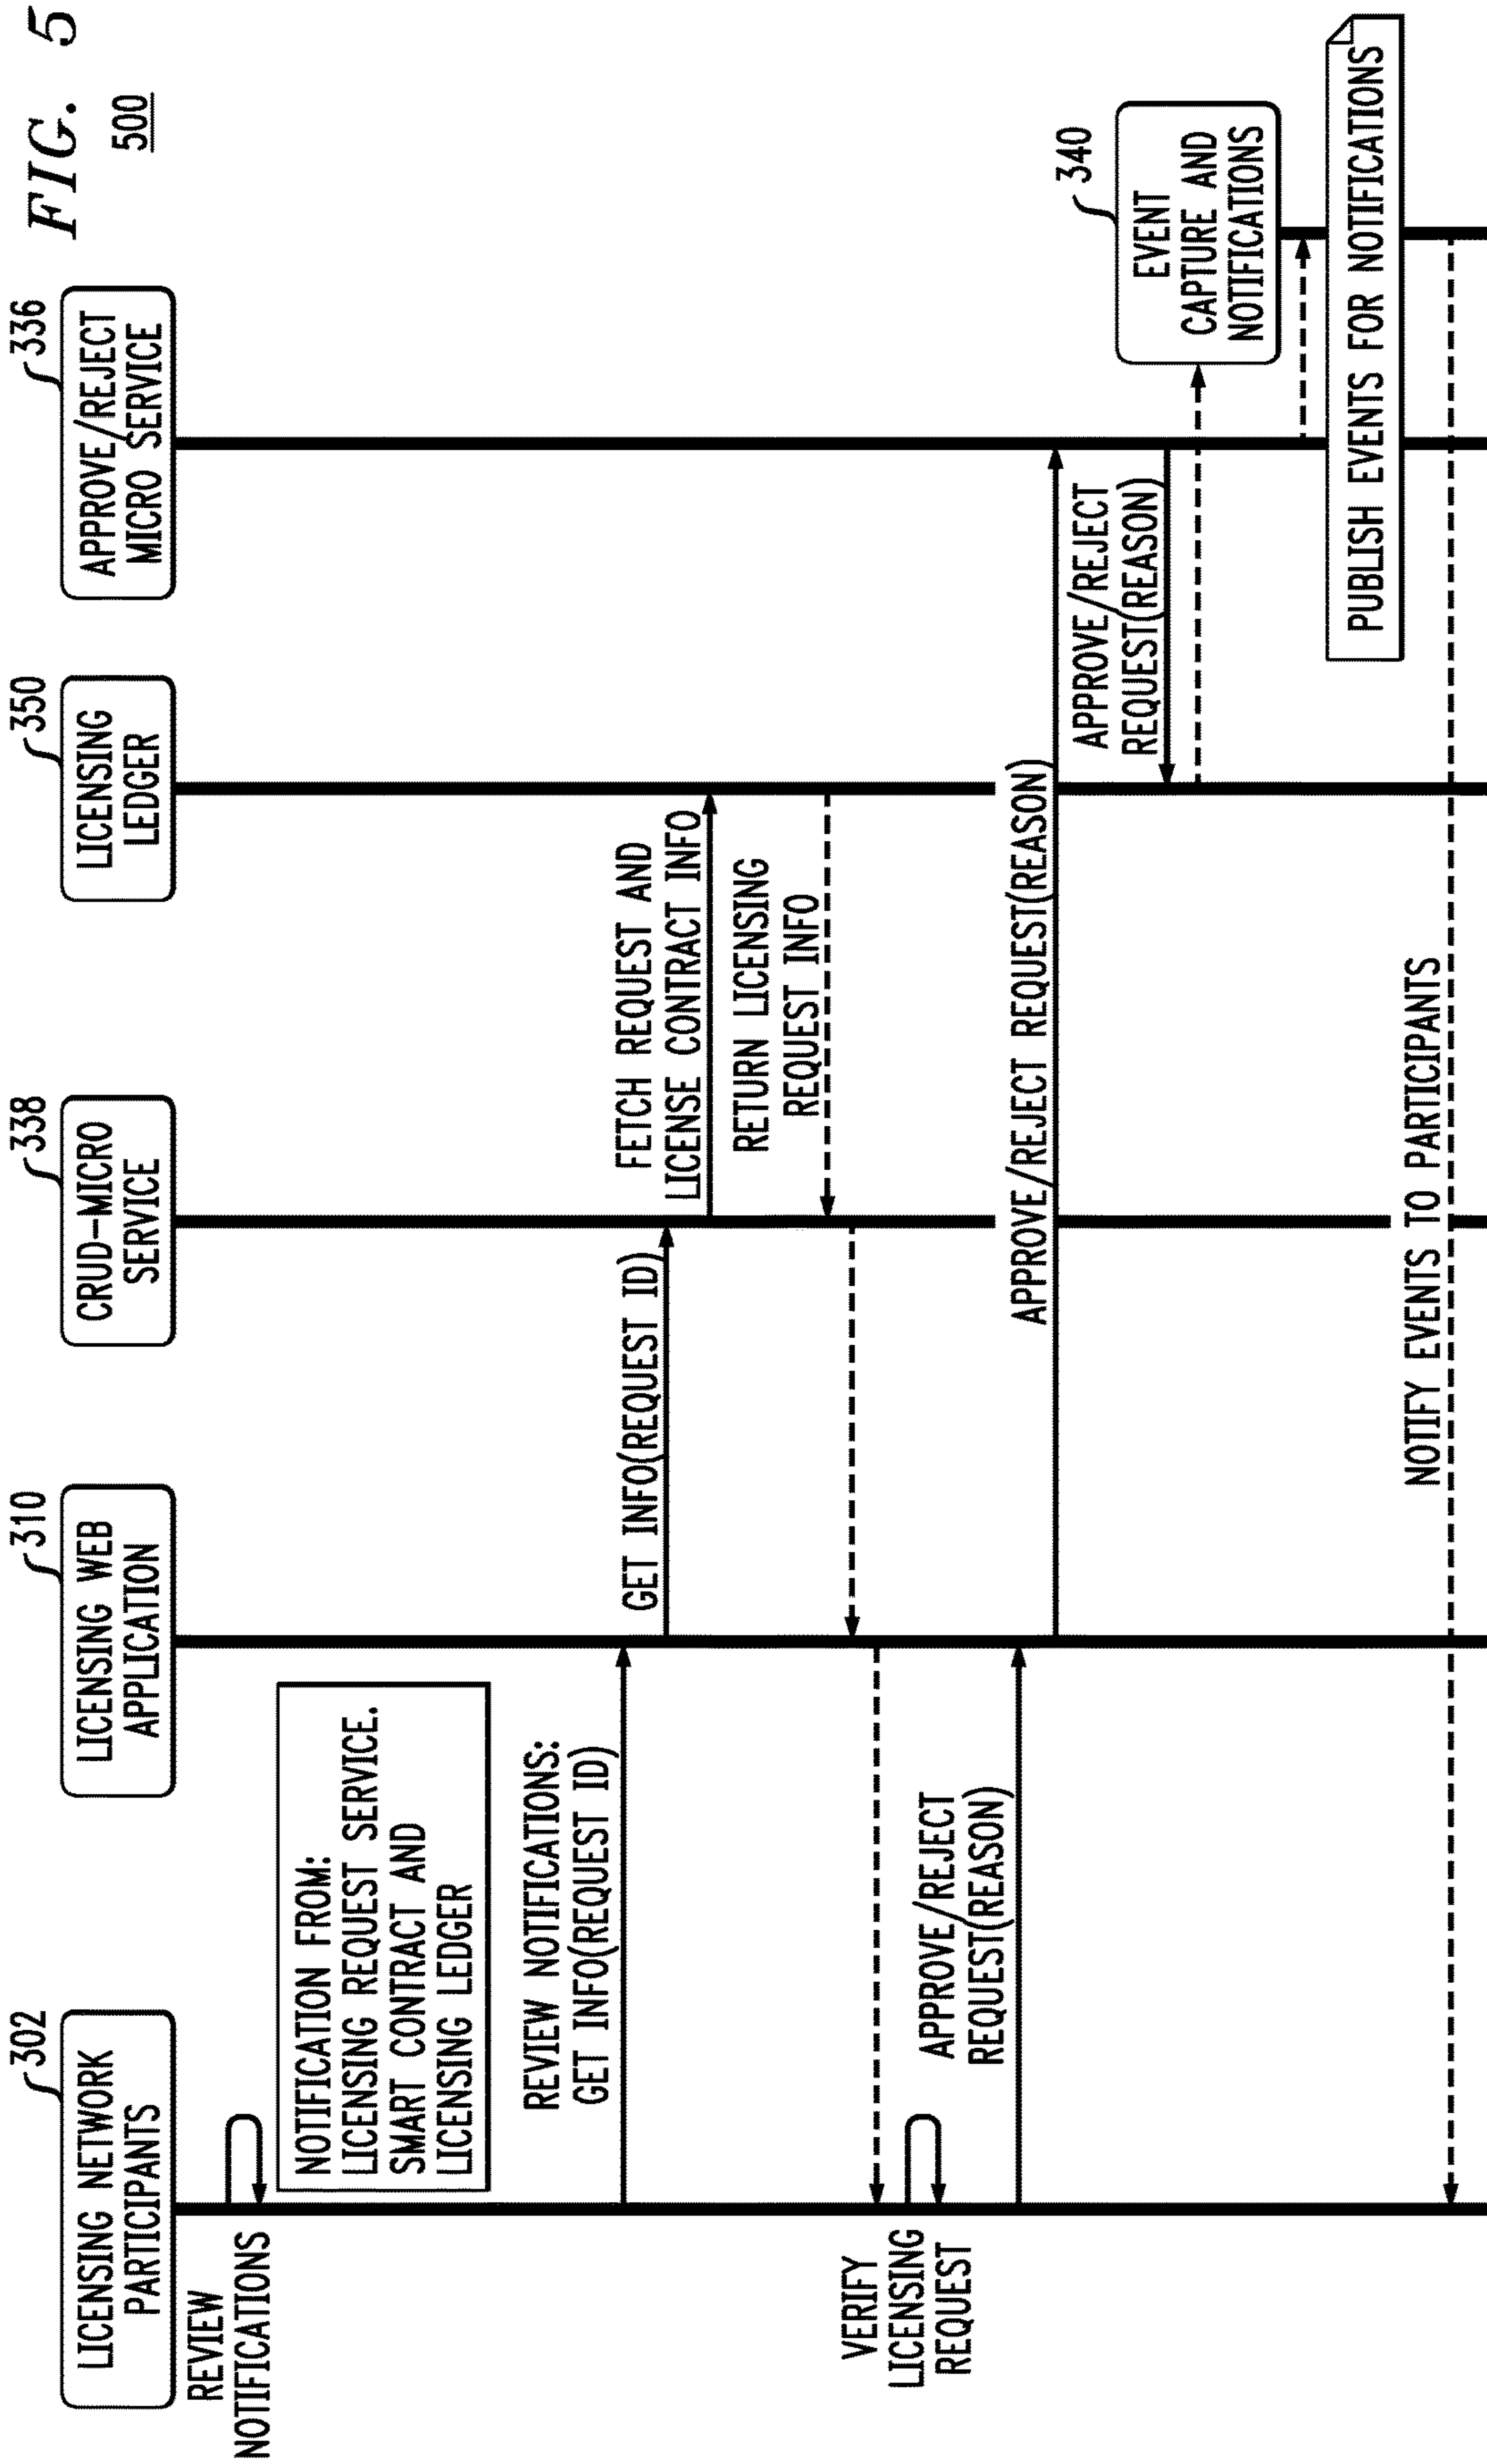 FIG. 5
500
302
LICENSING NETWORK
PARTICIPANTS
310
LICENSING WEB
APPLICATION
338
CRUD-MICRO
SERVICE
350
LICENSING
LEDGER
336
APPROVE/REJECT
MICRO SERVICE
REVIEW
NOTIFICATIONS
NOTIFICATION FROM:
LICENSING REQUEST SERVICE.
SMART CONTRACT AND
LICENSING LEDGER
REVIEW NOTIFICATIONS:
GET INFO(REQUEST ID)
GET INFO(REQUEST ID)
FETCH REQUEST AND
LICENSE CONTRACT INFO
RETURN LICENSING
REQUEST INFO
VERIFY
LICENSING
REQUEST
APPROVE/REJECT
REQUEST(REASON)
APPROVE/REJECT REQUEST(REASON)
APPROVE/REJECT
REQUEST(REASON)
340
EVENT
CAPTURE AND
NOTIFICATIONS
PUBLISH EVENTS FOR NOTIFICATIONS
NOTIFY EVENTS TO PARTICIPANTS